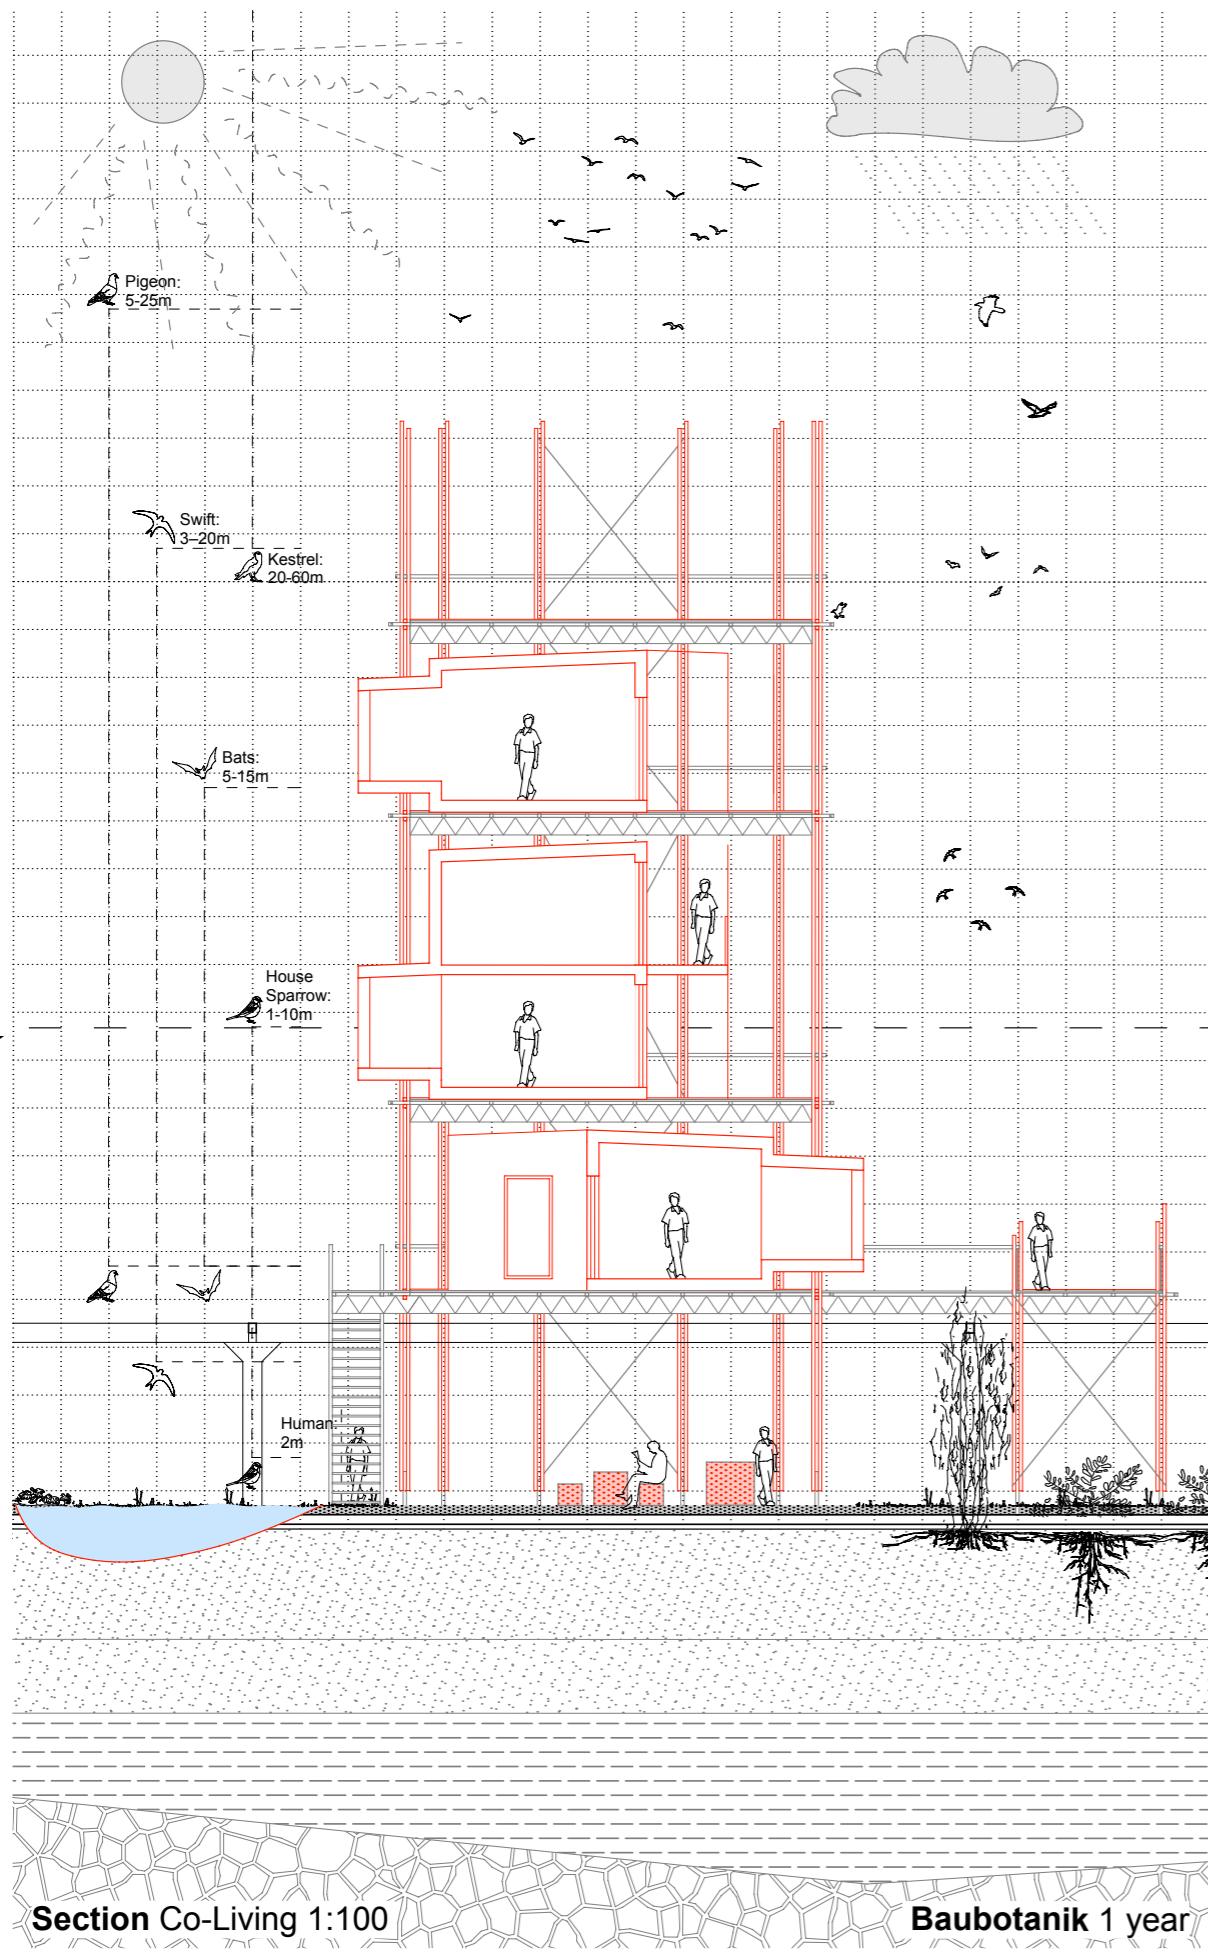 Pigeon:
5-25m
Swift:
3–20m
Kestrel:
20-60m
Bats:
5-15m
House
Sparrow:
1-10m
Human:
2m
Section Co-Living 1:100
Baubotanik 1 year